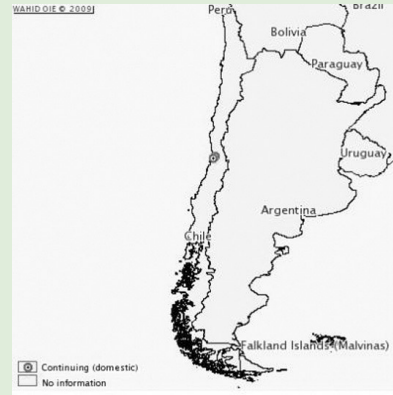 WAHID OIE © 2009
Peru
Brazil
Bolivia
Paraguay
Uruguay
Argentina
Chile
Falkland Islands (Malvinas)
Continuing (domestic)
No information